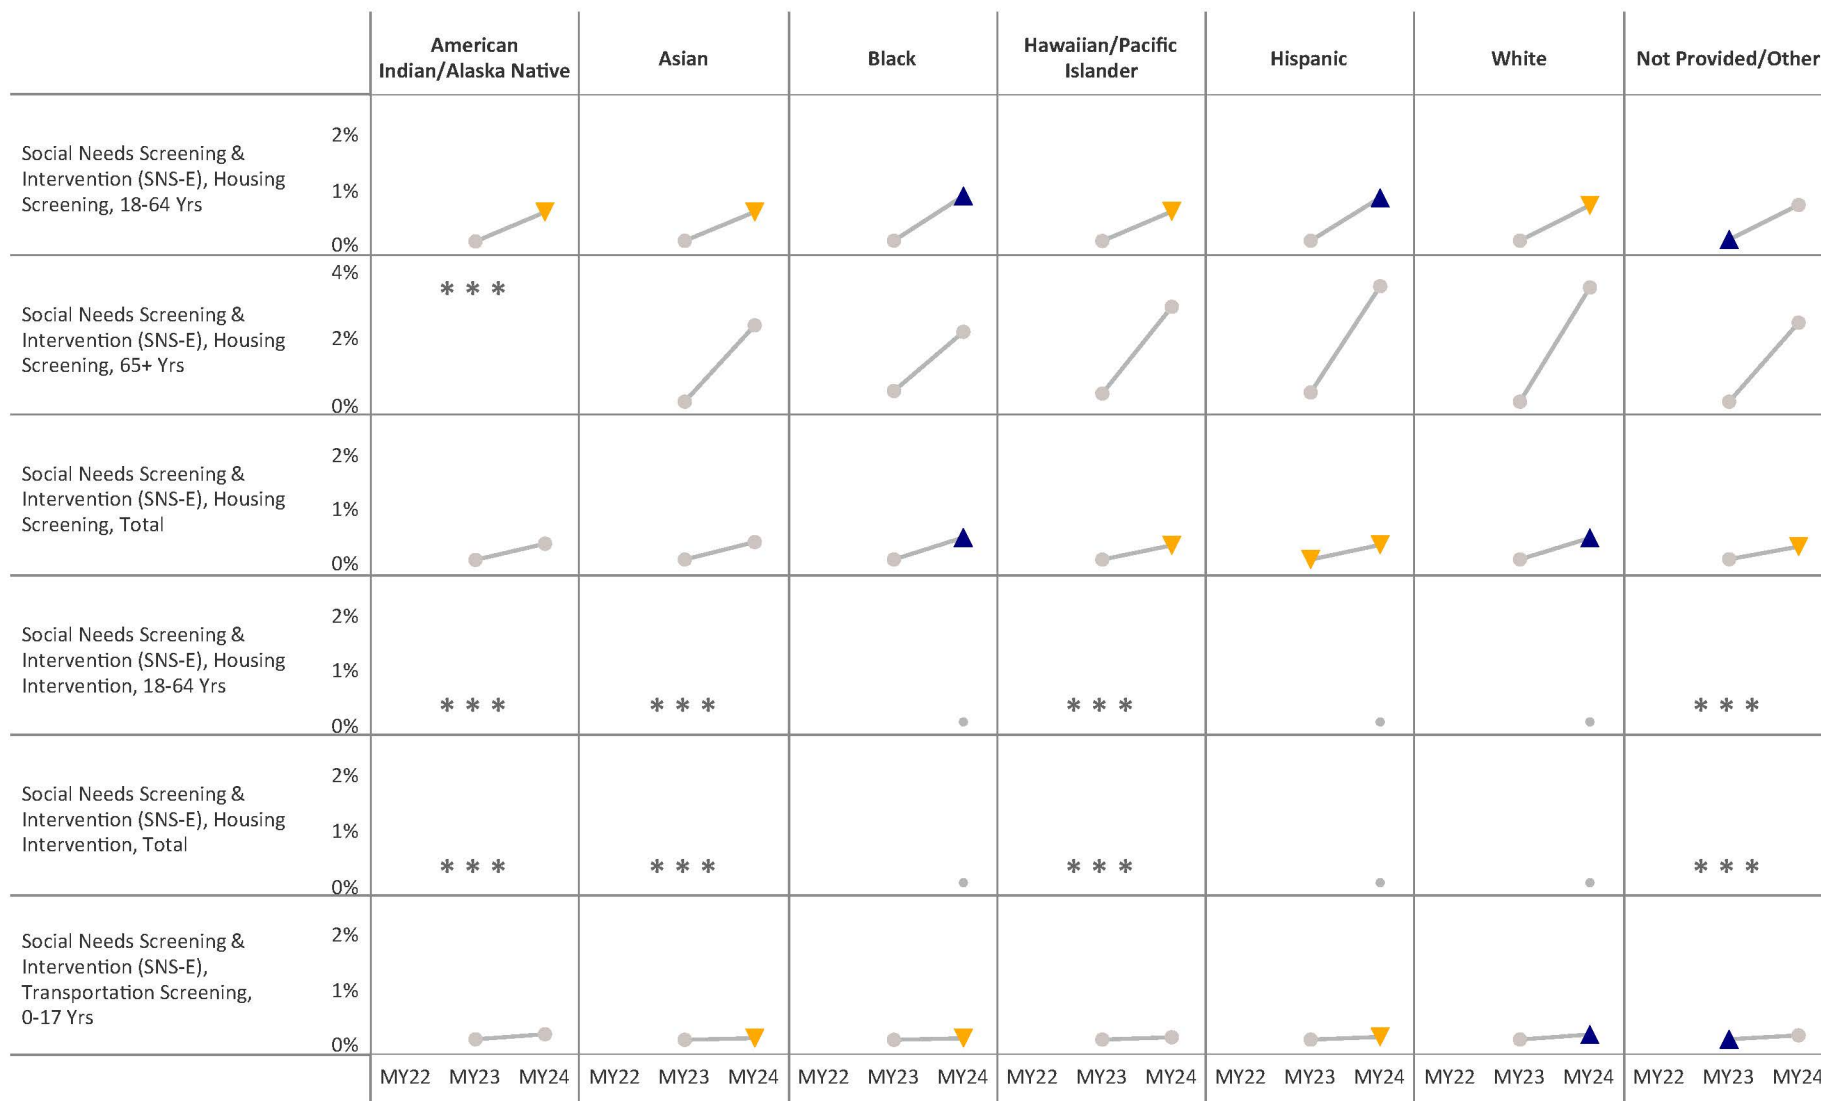 American
Indian/Alaska Native
Asian
Black
Hawaiian/Pacific
Islander
Hispanic
White
Not Provided/Other
Social Needs Screening &
Intervention (SNS-E), Housing
Screening, 18-64 Yrs
2%
1%
0%
Social Needs Screening &
Intervention (SNS-E), Housing
Screening, 65+ Yrs
4%
2%
0%
* * *
Social Needs Screening &
Intervention (SNS-E), Housing
Screening, Total
2%
1%
0%
Social Needs Screening &
Intervention (SNS-E), Housing
Intervention, 18-64 Yrs
2%
1%
0%
* * *
* * *
* * *
* * *
Social Needs Screening &
Intervention (SNS-E), Housing
Intervention, Total
2%
1%
0%
* * *
* * *
* * *
* * *
Social Needs Screening &
Intervention (SNS-E),
Transportation Screening,
0-17 Yrs
2%
1%
0%
MY22 MY23 MY24 MY22 MY23 MY24 MY22 MY23 MY24 MY22 MY23 MY24 MY22 MY23 MY24 MY22 MY23 MY24 MY22 MY23 MY24